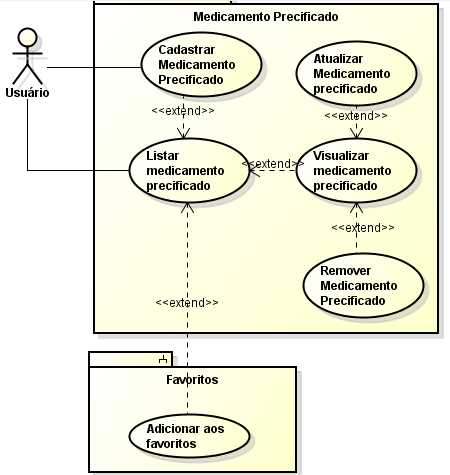 Medicamento Precificado
Usuário
Cadastrar
Medicamento
Precificado
Atualizar
Medicamento
precificado
<<extend>>
<<extend>>
Listar
medicamento
precificado
<<extend>>
Visualizar
medicamento
precificado
<<extend>>
Remover
Medicamento
Precificado
<<extend>>
Favoritos
Adicionar aos
favoritos